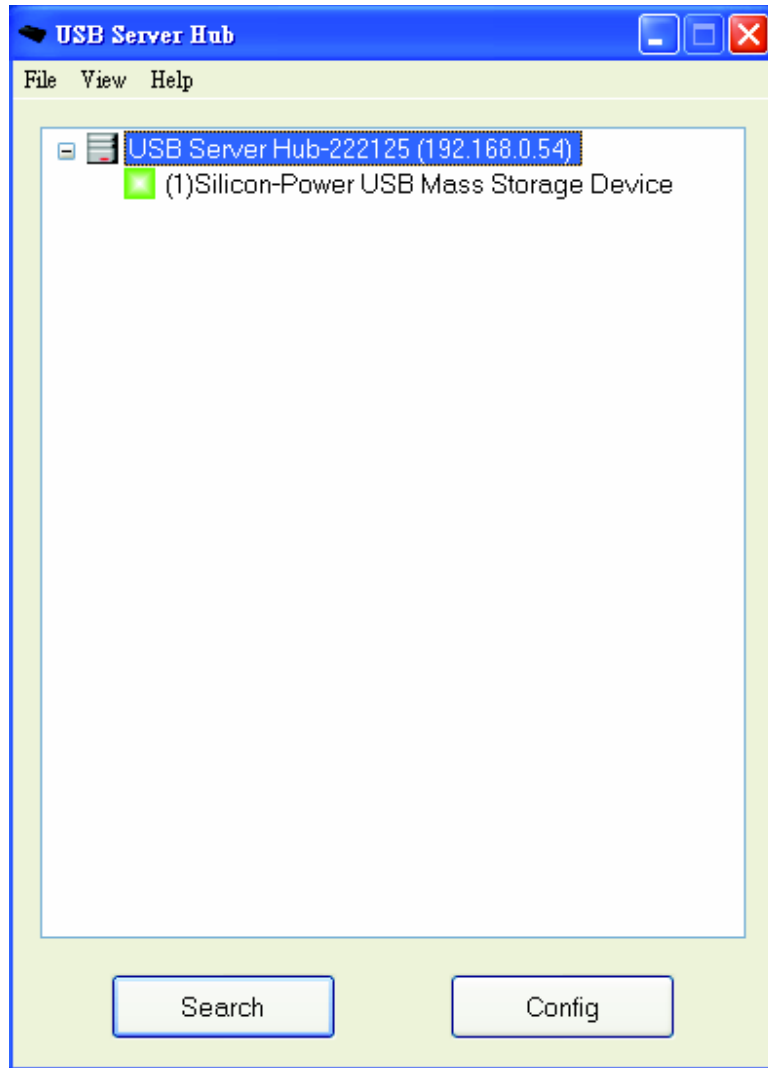 USB Server Hub
File View Help
USB Server Hub-222125 (192.168.0.54)
(1)Silicon-Power USB Mass Storage Device
Search Config